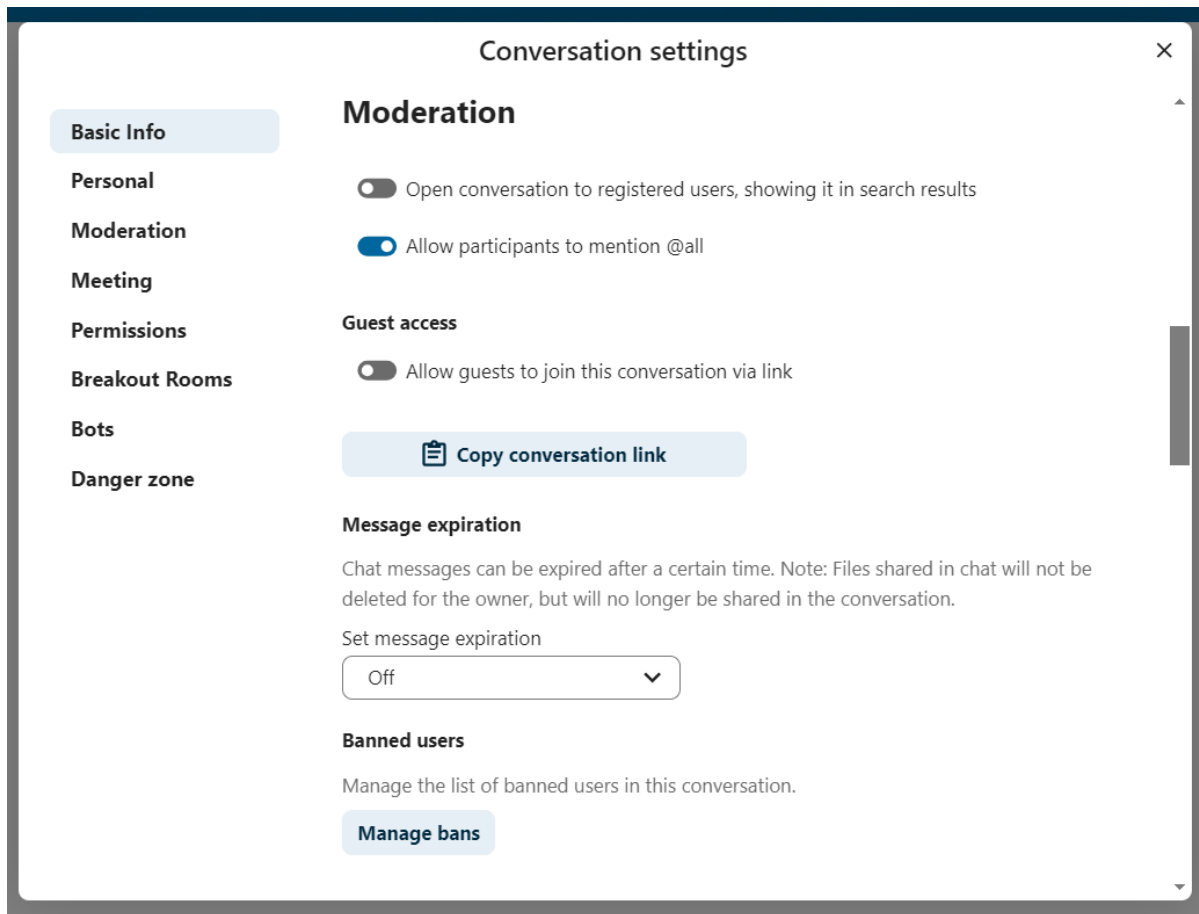 Conversation settings
Basic Info
Personal
Moderation
Meeting
Permissions
Breakout Rooms
Bots
Danger zone
Moderation
Open conversation to registered users, showing it in search results
Allow participants to mention @all
Guest access
Allow guests to join this conversation via link
Copy conversation link
Message expiration
Chat messages can be expired after a certain time. Note: Files shared in chat will not be
deleted for the owner, but will no longer be shared in the conversation.
Set message expiration
Off
Banned users
Manage the list of banned users in this conversation.
Manage bans